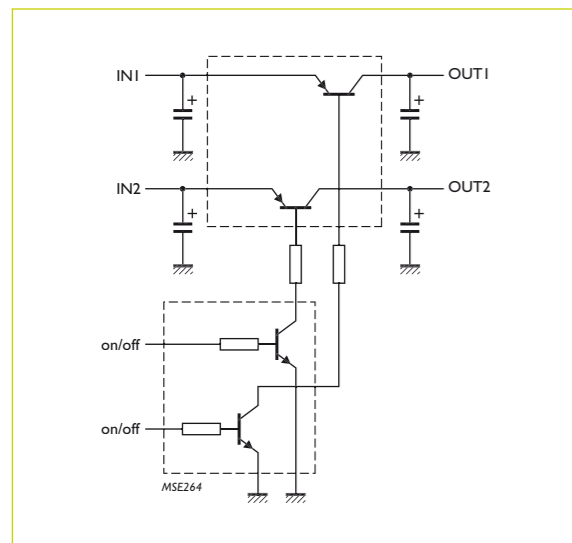 IN1 OUT1
+ +
IN2 OUT2
+ +
on/off
on/off
MSE264